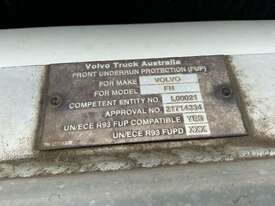 Volvo Truck Australia
FRONT UNDERRUN PROTECTION (FUP)
FOR MAKE VOLVO
FOR MODEL FH
COMPETENT ENTITY NO. L00021
APPROVAL NO. 21714334
UN/ECE R93 FUP COMPATIBLE YES
UN/ECE R93 FUPD XXX